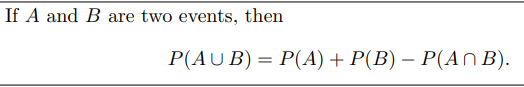 If A and B are two events, then
P(A ∪ B) = P(A) + P(B) − P(A ∩ B).